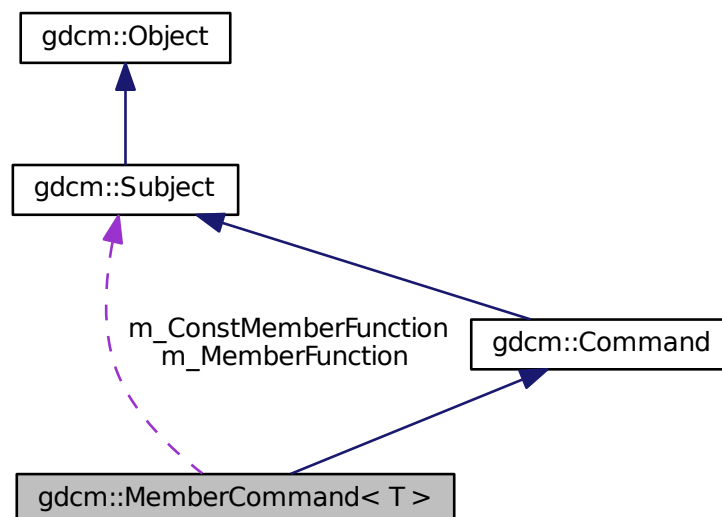 gdcm::Object
gdcm::Subject
m_ConstMemberFunction
m_MemberFunction
gdcm::Command
gdcm::MemberCommand< T >